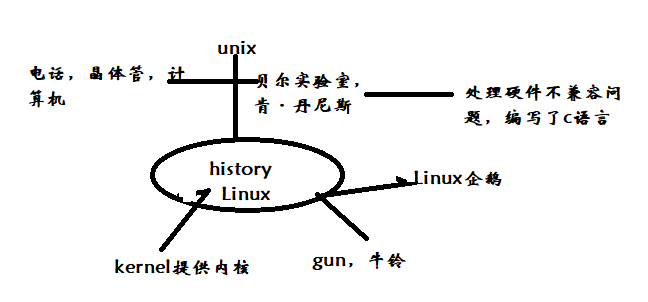 unix
电话，晶体管，计
算机
贝尔实验室，
肯·丹尼斯
处理硬件不兼容问
题，编写了C语言
history
Linux
Linux企鹅
kernel提供内核
gun，牛铃